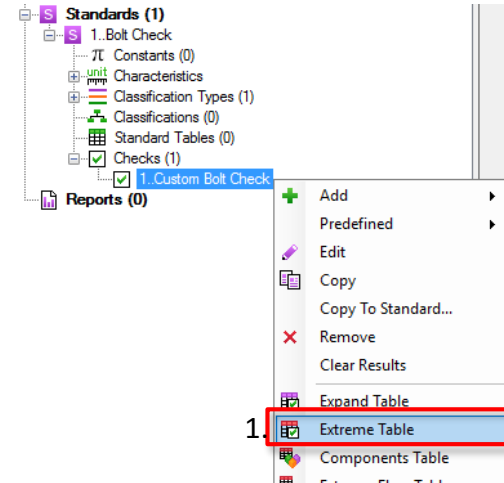 S Standards (1)
S 1..Bolt Check
π Constants (0)
unit Characteristics
Classification Types (1)
Classifications (0)
Standard Tables (0)
Checks (1)
1..Custom Bolt Check
Reports (0)
Add
Predefined
Edit
Copy
Copy To Standard...
Remove
Clear Results
Expand Table
1. Extreme Table
Components Table